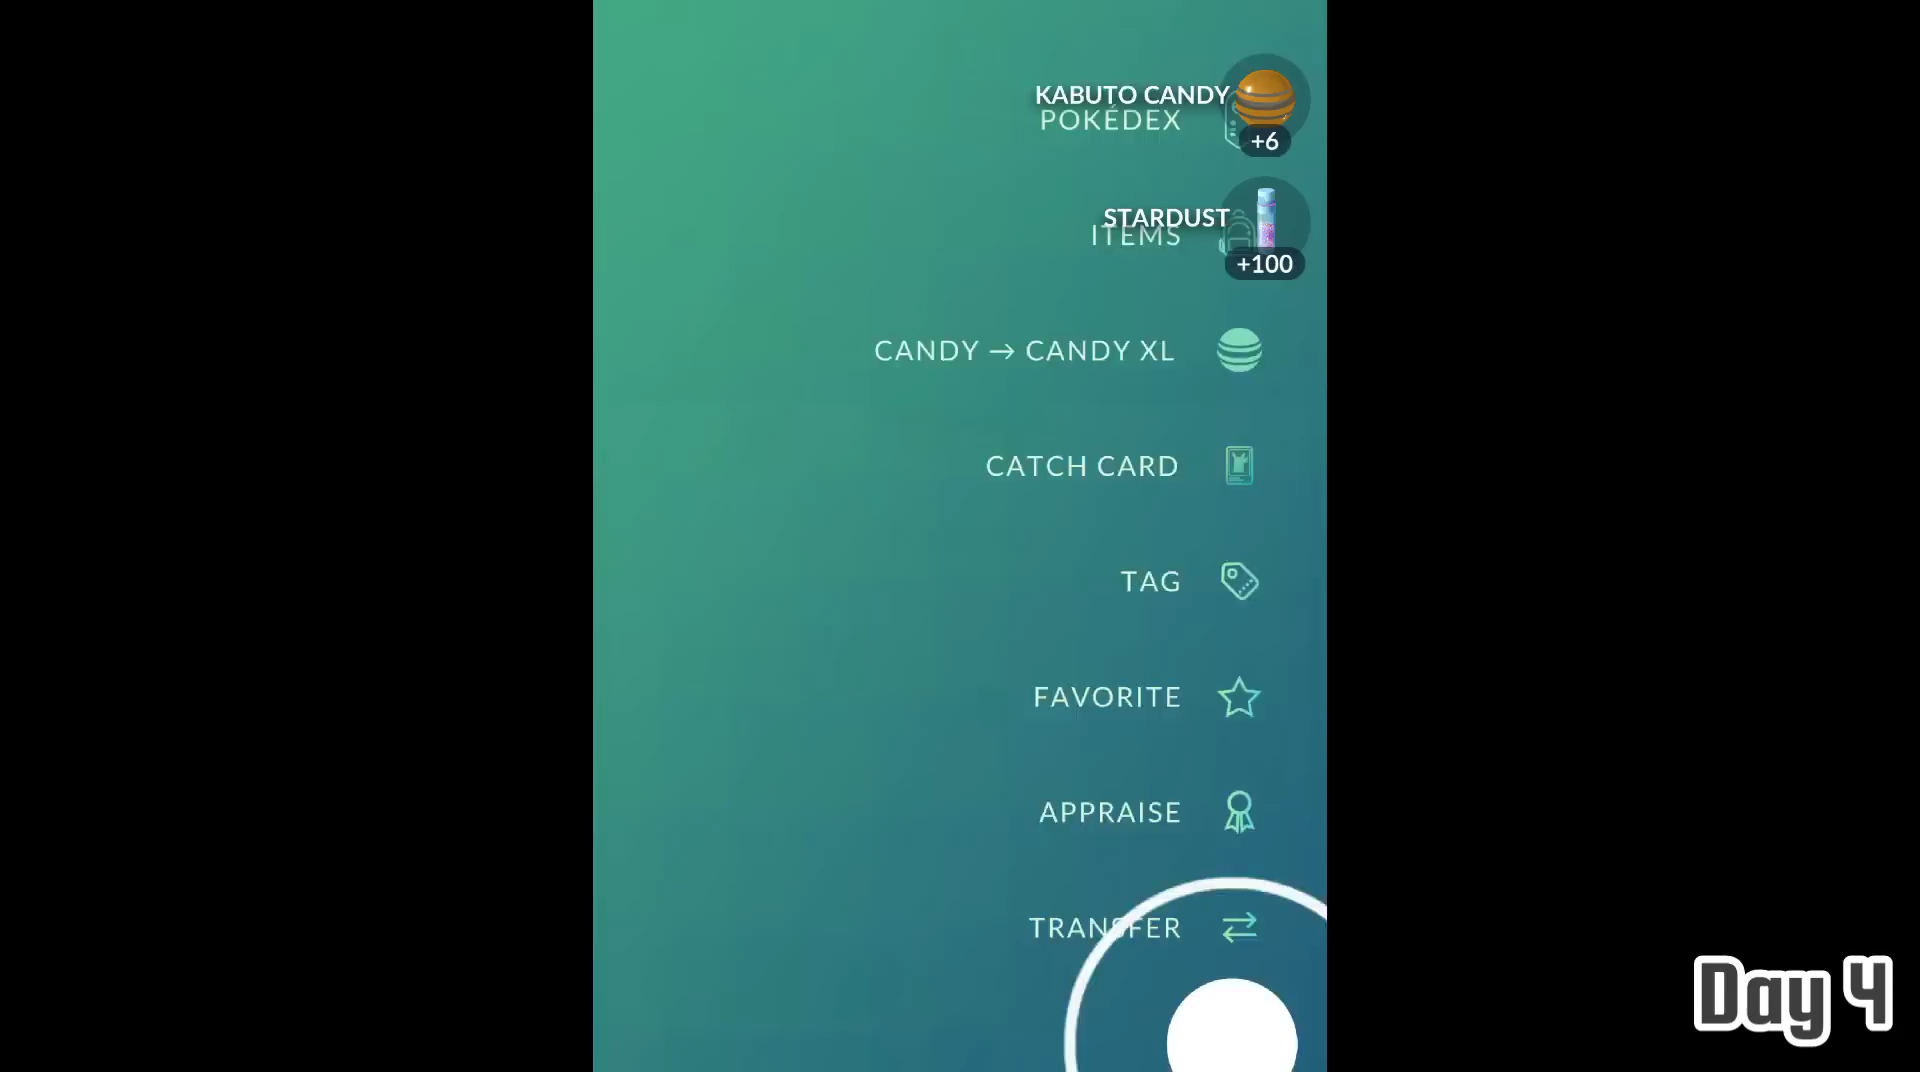 KABUTO CANDY
POKÉDEX
+6
STARDUST
ITEMS
+100
CANDY → CANDY XL
CATCH CARD
TAG
FAVORITE
APPRAISE
TRANSFER
Day 4